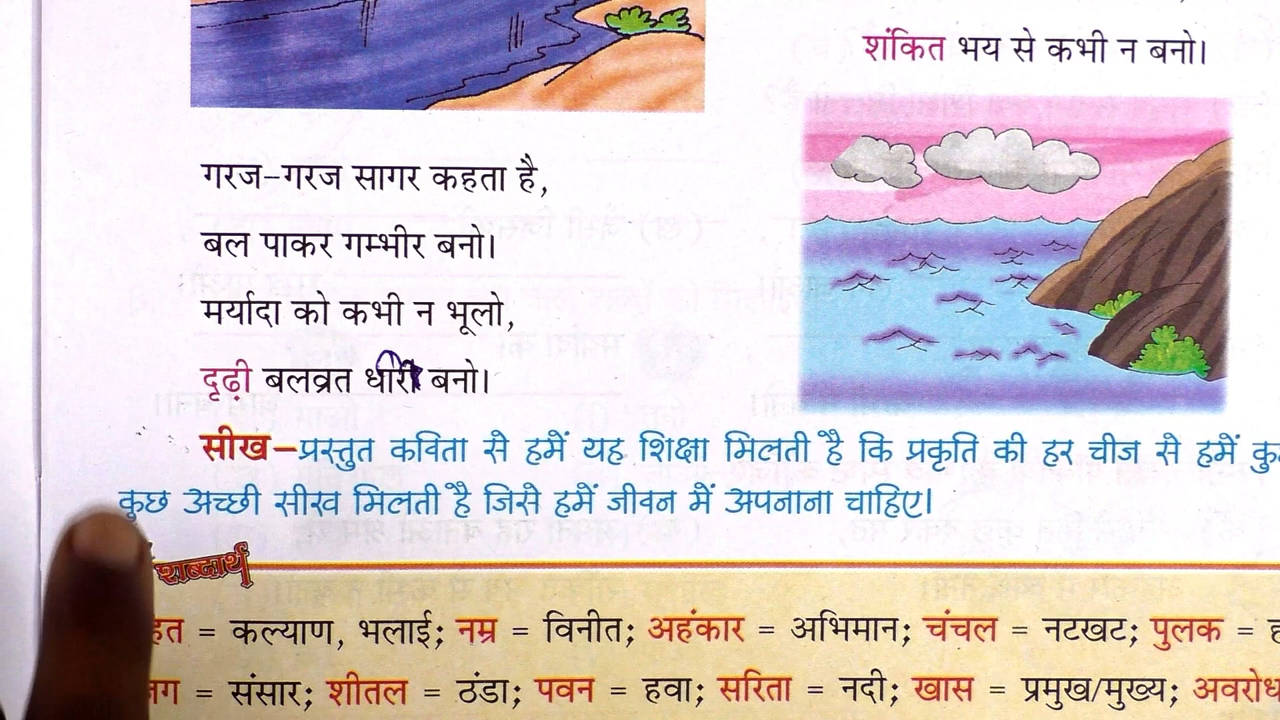 शंकित भय से कभी न बनो।
गरज-गरज सागर कहता है,
बल पाकर गम्भीर बनो।
मर्यादा को कभी न भूलो,
दृढ़ी बलव्रत धारी बनो।
सीख–प्रस्तुत कविता से हमें यह शिक्षा मिलती है कि प्रकृति की हर चीज से हमें
कुछ अच्छी सीख मिलती है जिसे हमें जीवन में अपनाना चाहिए।
शब्दार्थ
= कल्याण, भलाई; नम्र = विनीत; अहंकार = अभिमान; चंचल = नटखट; पुलक =
= संसार; शीतल = ठंडा; पवन = हवा; सरिता = नदी; खास = प्रमुख/मुख्य; अवरोध